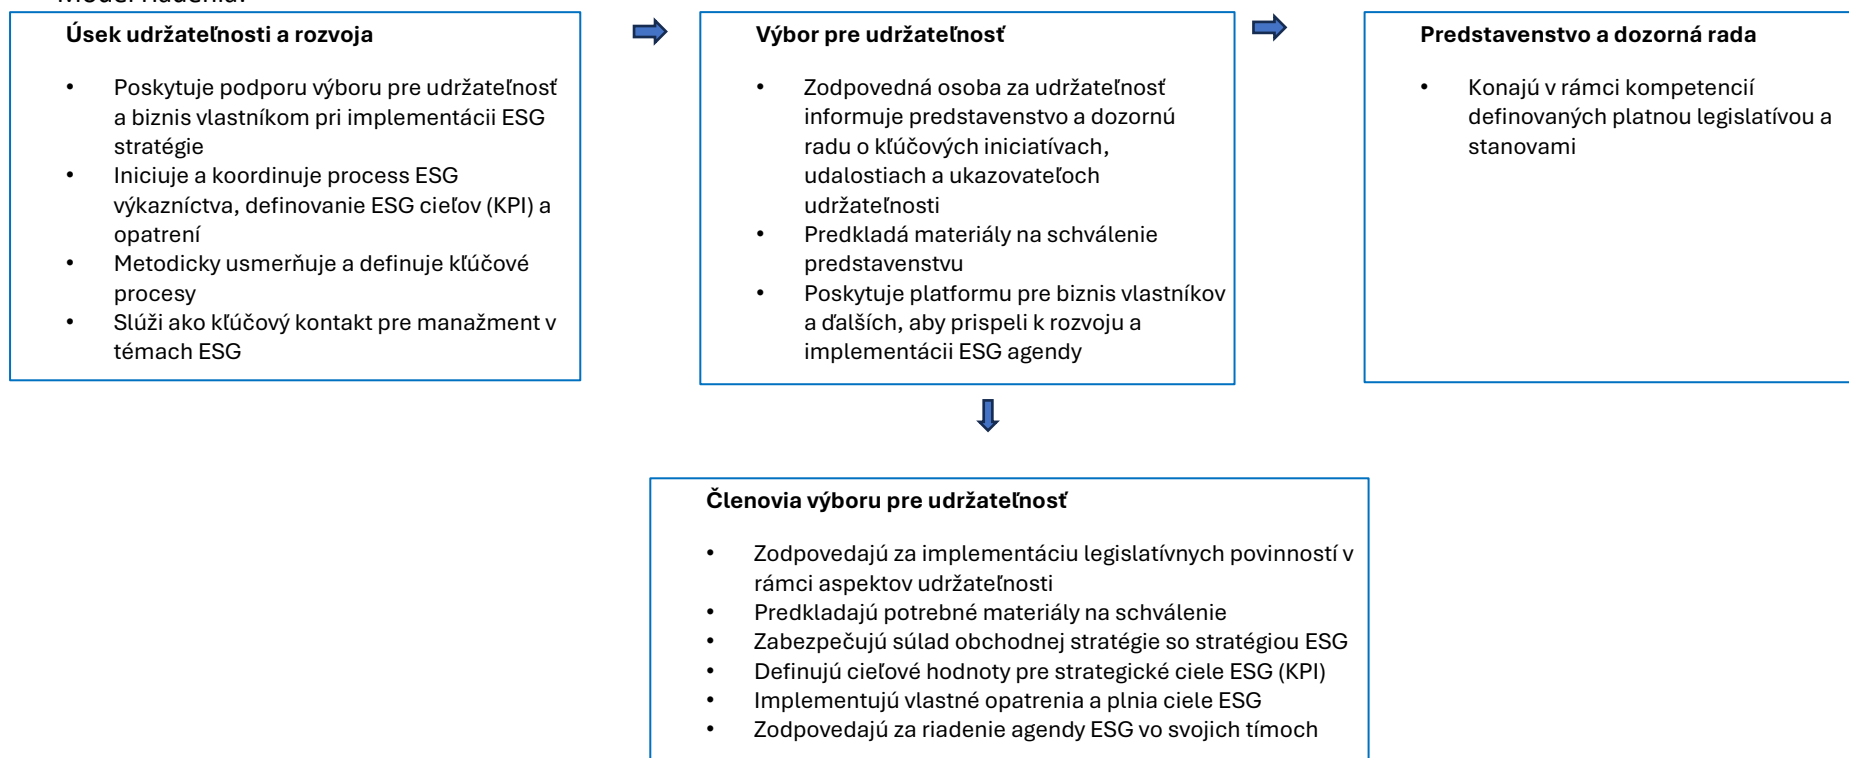 Úsek udržateľnosti a rozvoja
• Poskytuje podporu výboru pre udržateľnosť
a biznis vlastníkom pri implementácii ESG
stratégie
• Iniciuje a koordinuje process ESG
výkazníctva, definovanie ESG cieľov (KPI) a
opatrení
• Metodicky usmerňuje a definuje kľúčové
procesy
• Slúži ako kľúčový kontakt pre manažment v
témach ESG
Výbor pre udržateľnosť
• Zodpovedná osoba za udržateľnosť
informuje predstavenstvo a dozornú
radu o kľúčových iniciatívach,
udalostiach a ukazovateľoch
udržateľnosti
• Predkladá materiály na schválenie
predstavenstvu
• Poskytuje platformu pre biznis vlastníkov
a ďalších, aby prispeli k rozvoju a
implementácii ESG agendy
Predstavenstvo a dozorná rada
• Konajú v rámci kompetencií
definovaných platnou legislatívou a
stanovami
Členovia výboru pre udržateľnosť
• Zodpovedajú za implementáciu legislatívnych povinností v
rámci aspektov udržateľnosti
• Predkladajú potrebné materiály na schválenie
• Zabezpečujú súlad obchodnej stratégie so stratégiou ESG
• Definujú cieľové hodnoty pre strategické ciele ESG (KPI)
• Implementujú vlastné opatrenia a plnia ciele ESG
• Zodpovedajú za riadenie agendy ESG vo svojich tímoch